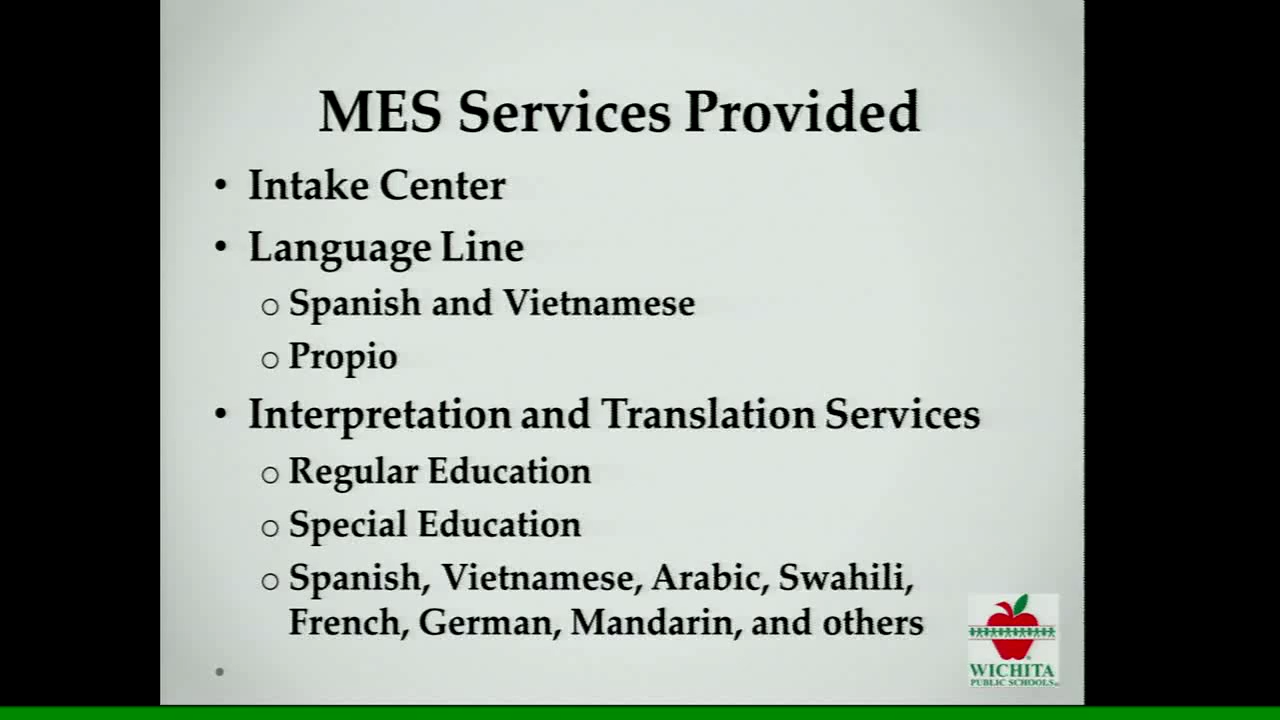 MES Services Provided
• Intake Center
• Language Line
o Spanish and Vietnamese
o Propio
• Interpretation and Translation Services
o Regular Education
o Special Education
o Spanish, Vietnamese, Arabic, Swahili,
French, German, Mandarin, and others
WICHITA
PUBLIC SCHOOLS